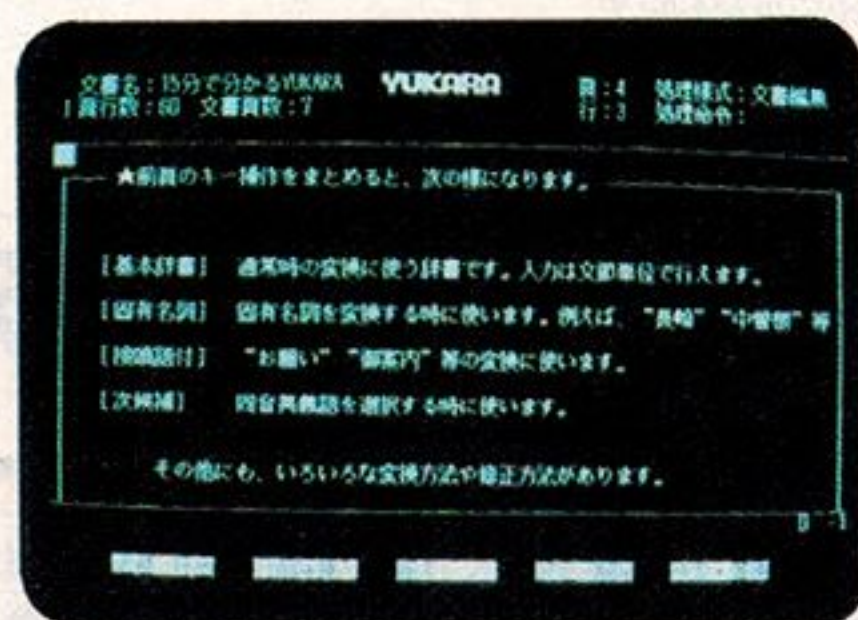 文書名：15分で分かるYUKARA YUKARA 頁：4 処理様式：文書編集
1頁行数：60 文書頁数：7 行：3 処理命令：
★前頁のキー操作をまとめると、次の様になります。
[基本辞書] 通常時の変換に使う辞書です。入力は文節単位で行えます。
[固有名詞] 固有名詞を変換する時に使います。例えば、“長崎” “中曽根” 等
[接頭語付] “お願い” “御案内” 等の変換に使います。
[次候補] 同音異義語を選択する時に使います。
その他にも、いろいろな変換方法や修正方法があります。